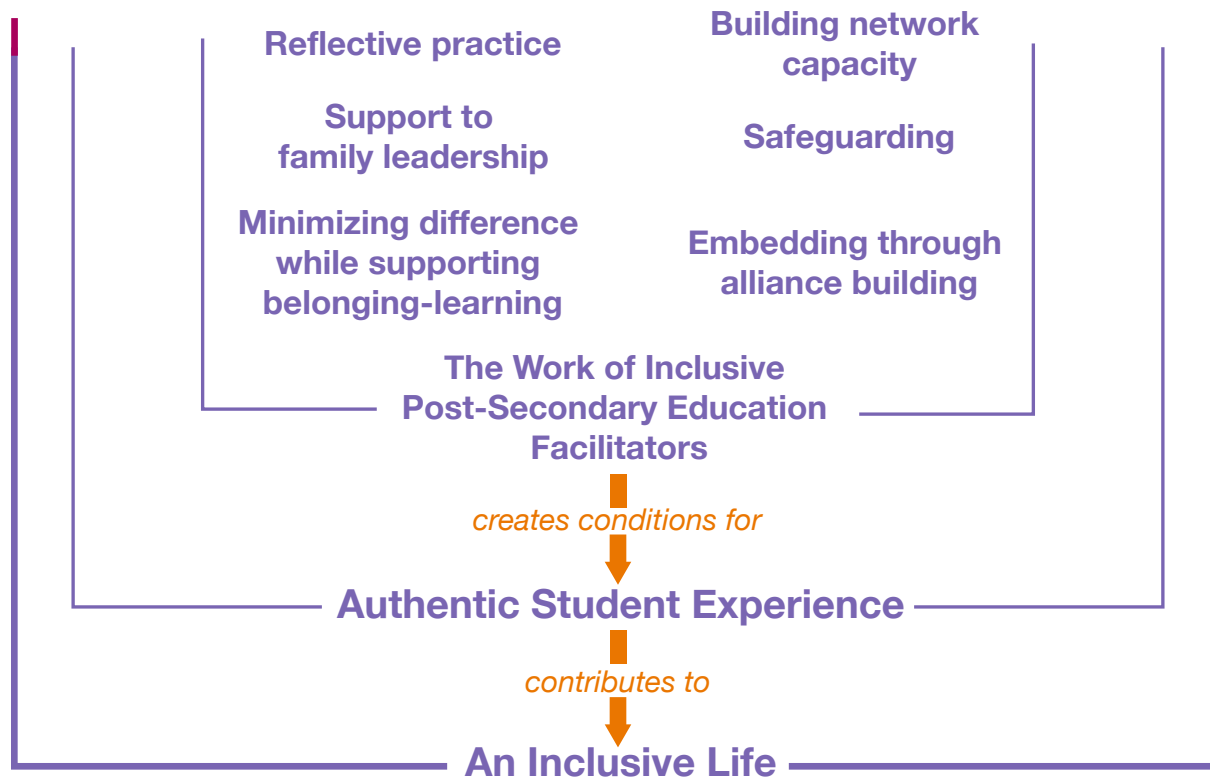 Reflective practice
Building network
capacity
Support to
family leadership
Safeguarding
Minimizing difference
while supporting
belonging-learning
Embedding through
alliance building
The Work of Inclusive
Post-Secondary Education
Facilitators
creates conditions for
Authentic Student Experience
contributes to
An Inclusive Life